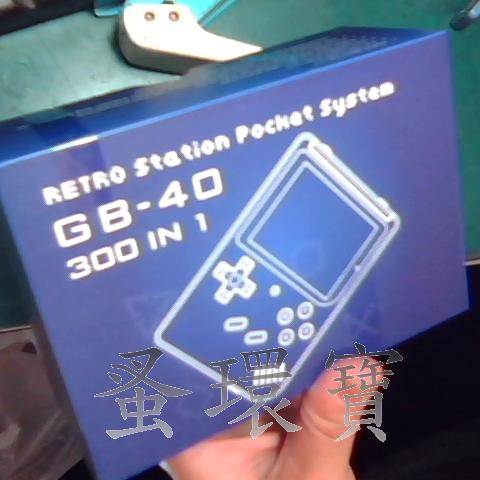 RETRO Station Pocket System
GB-40
300 IN 1
蚤環寶